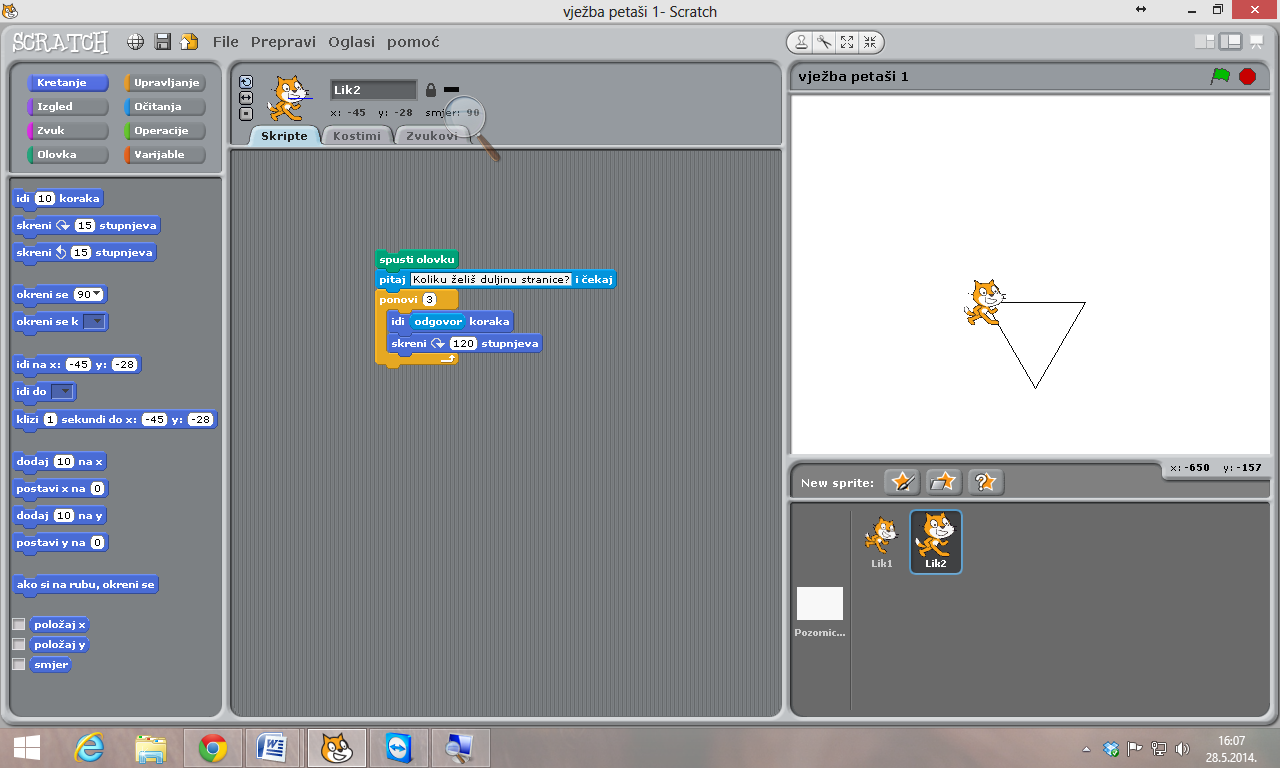 vježba petaši 1- Scratch
SCRATCH File Prepravi Oglasi pomoć
Kretanje Upravljanje
Izgled Očitanja
Zvuk Operacije
Olovka Varijable
idi 10 koraka
skreni 15 stupnjeva
skreni 15 stupnjeva
okreni se 90
okreni se k
idi na x: -45 y: -28
idi do
klizi 1 sekundi do x: -45 y: -28
dodaj 10 na x
postavi x na 0
dodaj 10 na y
postavi y na 0
ako si na rubu, okreni se
položaj x
položaj y
smjer
Lik2
x: -45 y: -28 smjer: 90
Skripte Kostimi Zvukovi
spusti olovku
pitaj Koliku želiš duljinu stranice? i čekaj
ponovi 3
idi odgovor koraka
skreni 120 stupnjeva
vježba petaši 1
x: -650 y: -157
New sprite:
Lik1 Lik2
Pozornic...
16:07
28.5.2014.